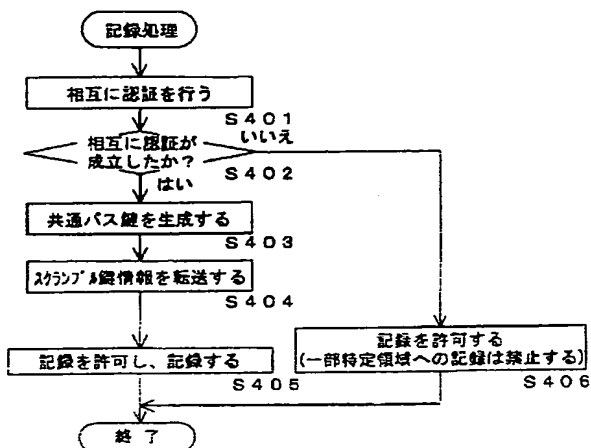 記録処理
相互に認証を行う
S401
相互に認証が
成立したか?
いいえ
S402
はい
共通バス鍵を生成する
S403
スクランブル鍵情報を転送する
S404
記録を許可し、記録する
S405
記録を許可する
(一部特定領域への記録は禁止する)
S406
終了